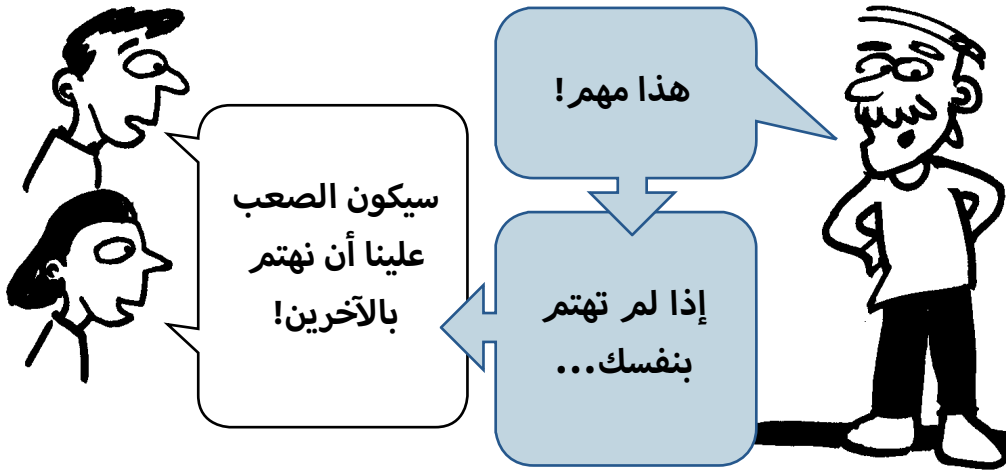 هذا مهم!
إذا لم تهتم
بنفسك...
سيكون الصعب
علينا أن نهتم
بالآخرين!